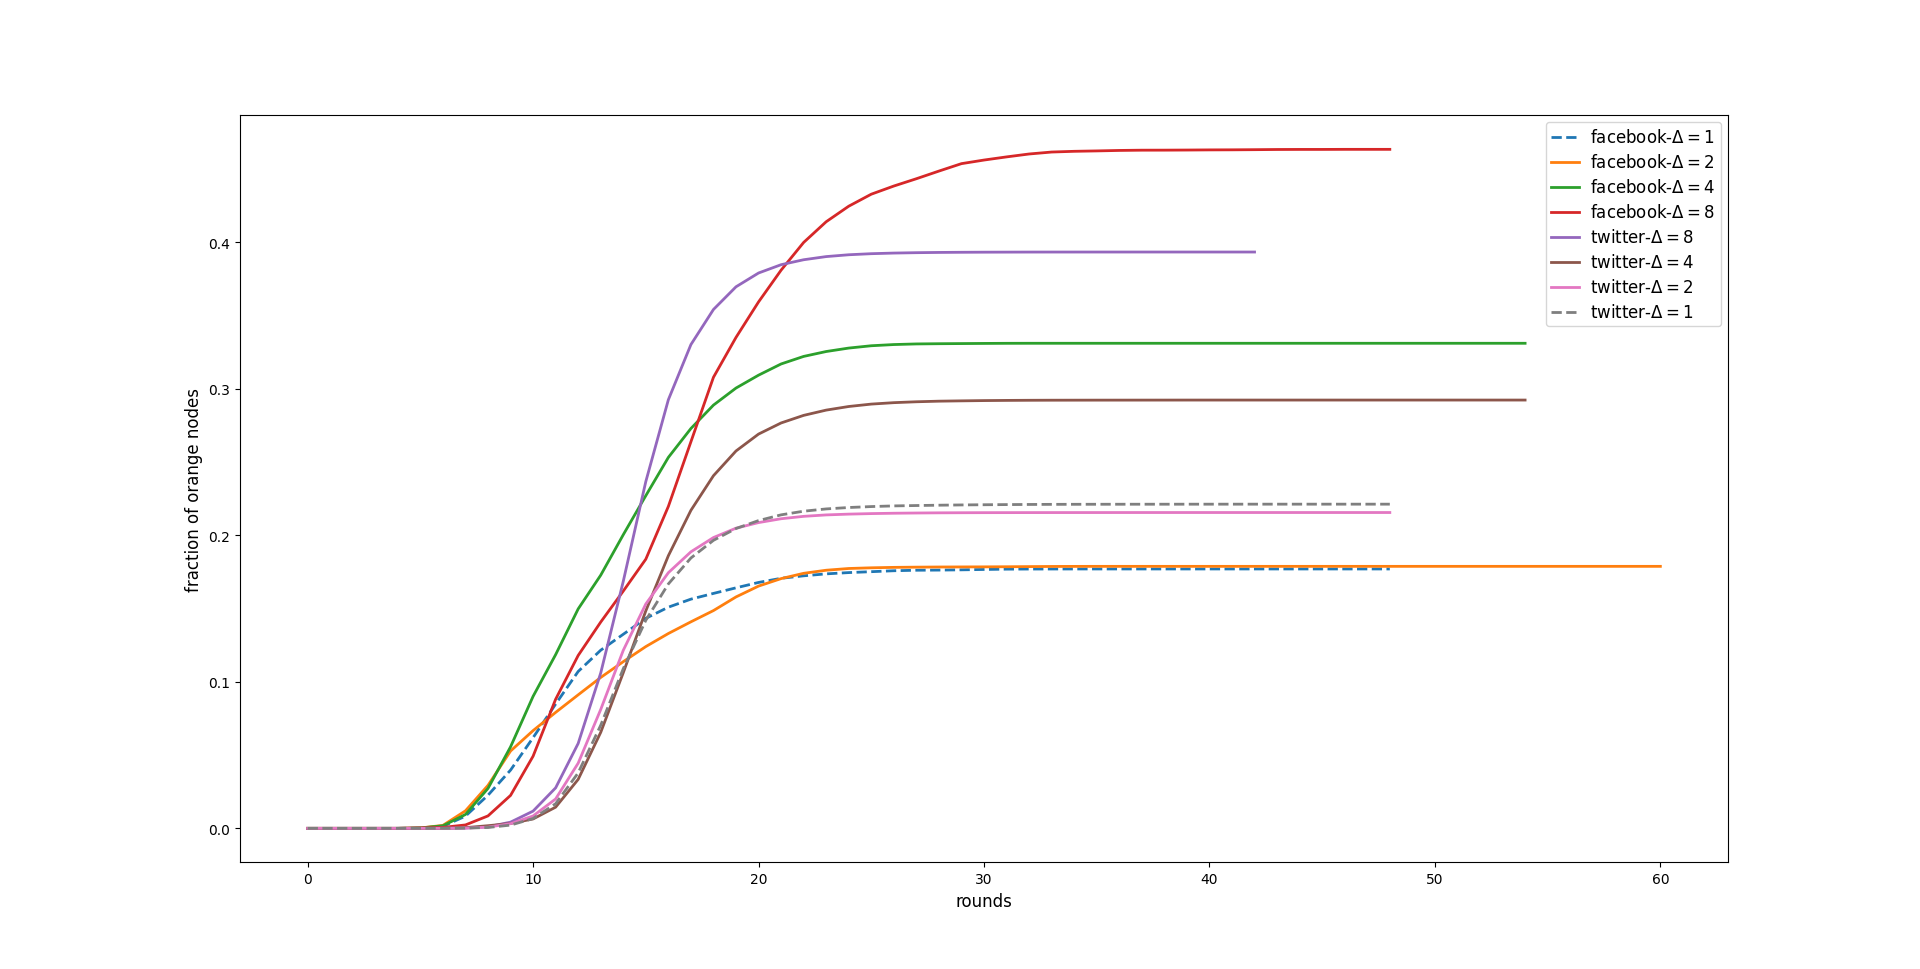 facebook-Δ = 1
facebook-Δ = 2
facebook-Δ = 4
facebook-Δ = 8
twitter-Δ = 8
twitter-Δ = 4
twitter-Δ = 2
twitter-Δ = 1
fraction of orange nodes
0.4
0.3
0.2
0.1
0.0
0 10 20 30 40 50 60
rounds